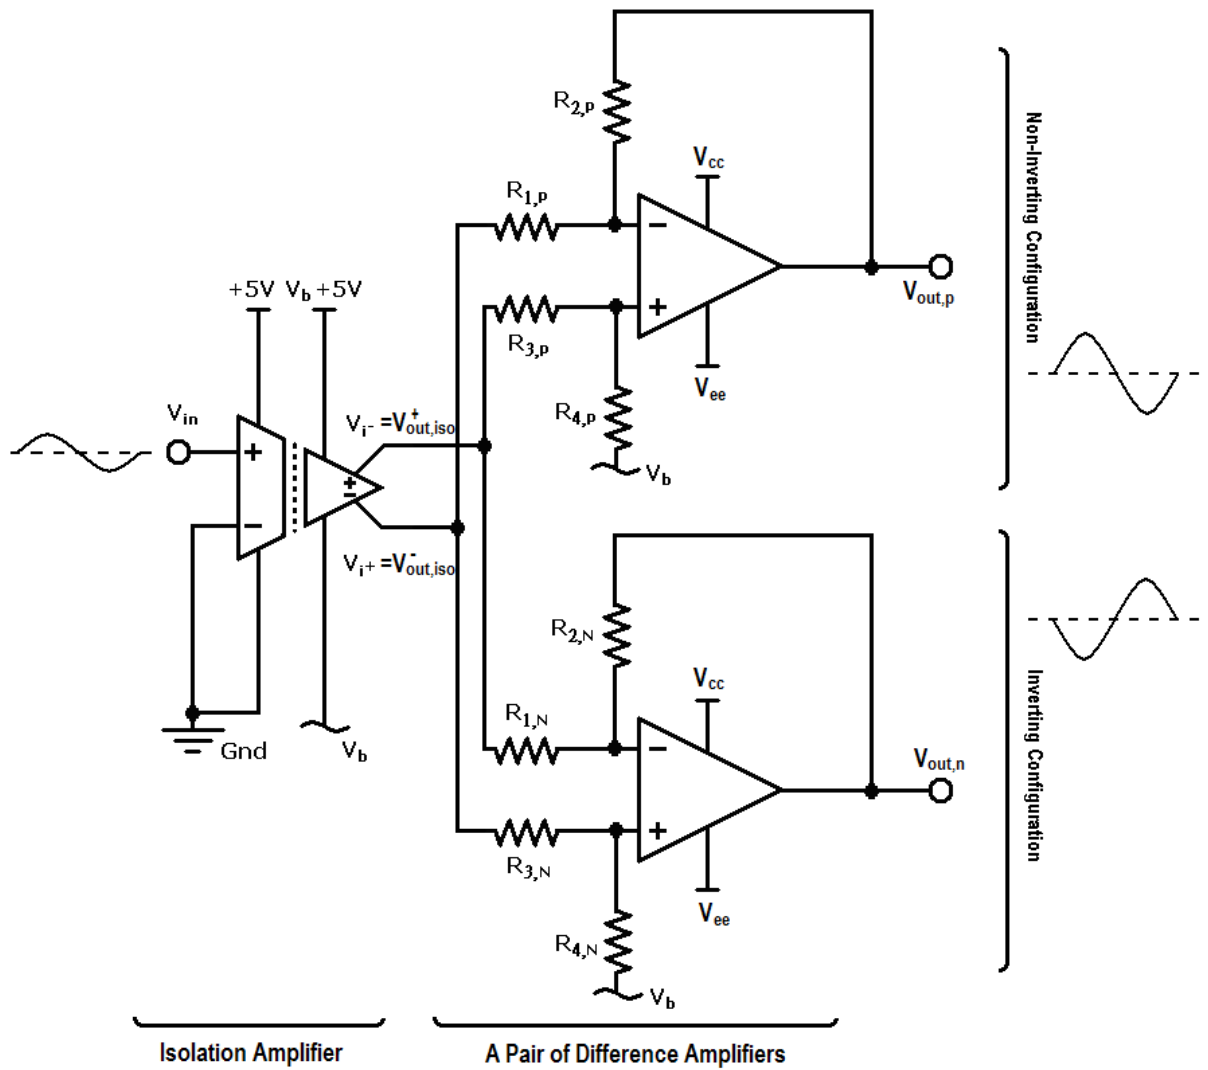 R2,p
Vcc
R1,p
+5V Vb +5V
Vout,p
R3,p
Vin
Vee
R4,p
Vi- =V+out,iso
Vb
Vi+ =V-out,iso
R2,N
Vcc
R1,N
Gnd
Vb
Vout,n
R3,N
Vee
R4,N
Vb
Non-Inverting Configuration
Inverting Configuration
Isolation Amplifier
A Pair of Difference Amplifiers